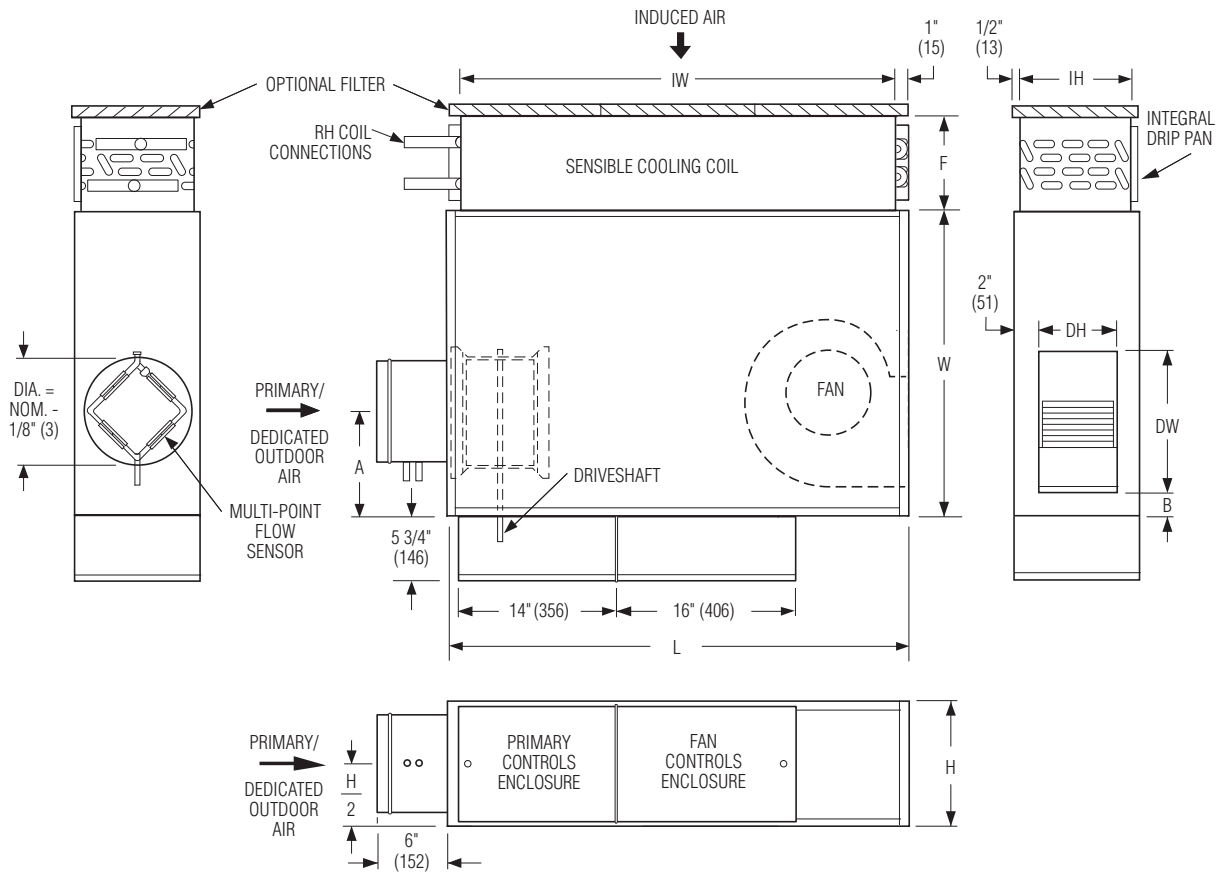 INDUCED AIR
1"
(15)
1/2"
(13)
IW
IH
OPTIONAL FILTER
INTEGRAL
DRIP PAN
RH COIL
CONNECTIONS
SENSIBLE COOLING COIL
F
2"
(51)
DH
W
DIA. =
NOM. -
1/8" (3)
PRIMARY/
DEDICATED
OUTDOOR
AIR
A
FAN
DW
DRIVESHAFT
B
MULTI-POINT
FLOW
SENSOR
5 3/4"
(146)
14" (356)
16" (406)
L
PRIMARY/
DEDICATED
OUTDOOR
AIR
H
2
PRIMARY
CONTROLS
ENCLOSURE
FAN
CONTROLS
ENCLOSURE
H
6"
(152)